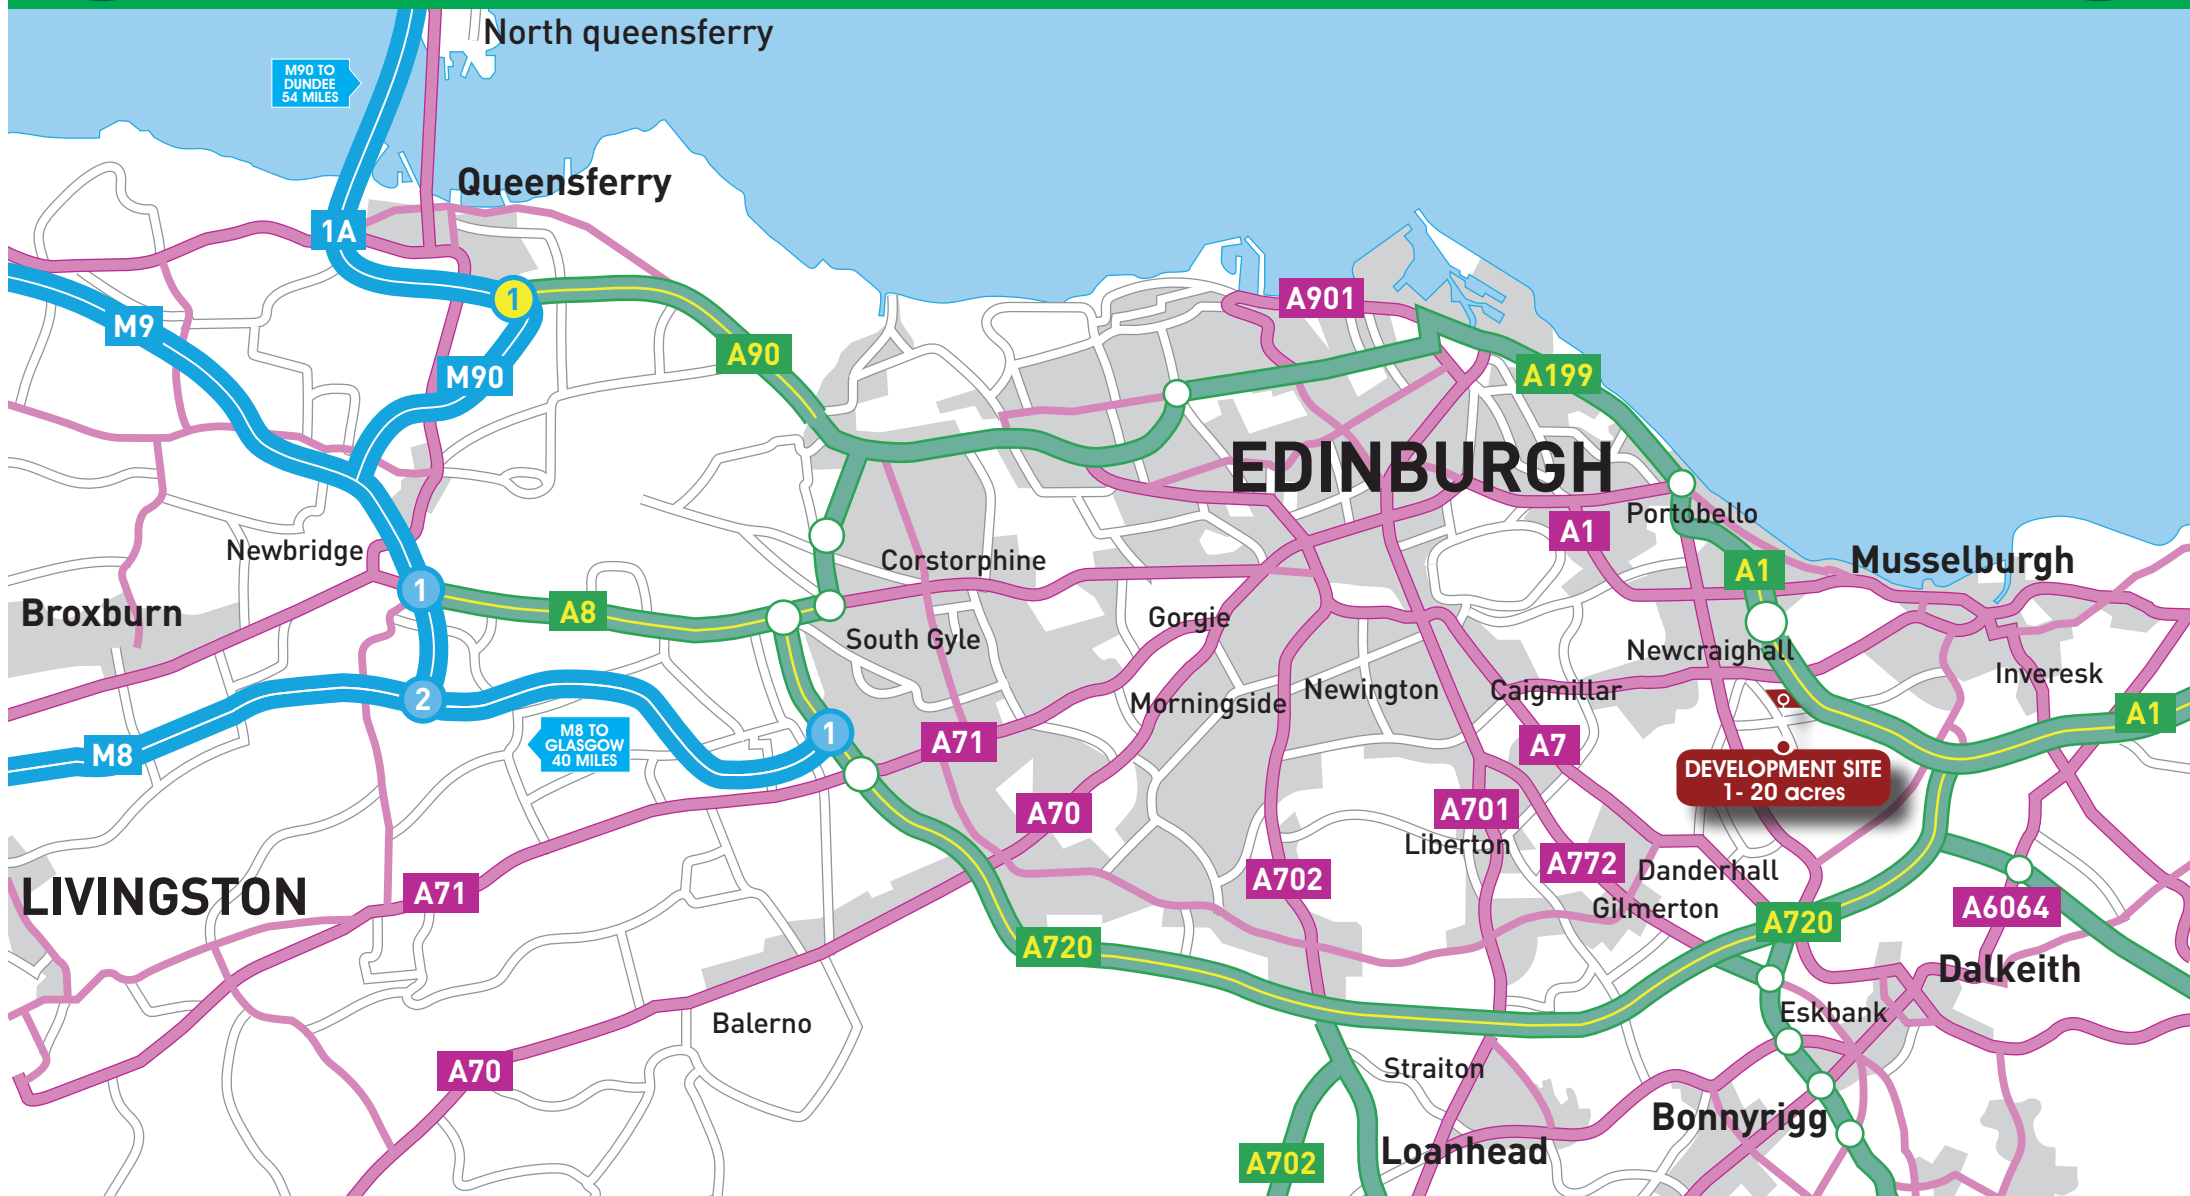 North queensferry
M90 TO
DUNDEE
54 MILES
Queensferry
1A
1
A901
M9
A90
M90
A199
EDINBURGH
Portobello
A1
Newbridge
Corstorphine
Musselburgh
A1
1
Broxburn
A8
Gorgie
South Gyle
Newcraighall
Inveresk
2
Morningside
Newington
Caigmillar
M8 TO
GLASGOW
40 MILES
1
M8
A71
A7
A1
DEVELOPMENT SITE
1- 20 acres
A70
A701
Liberton
A772
Danderhall
LIVINGSTON
A71
A702
Gilmerton
A720
A6064
A720
Dalkeith
Balerno
Eskbank
A70
Straiton
Bonnyrigg
Loanhead
A702